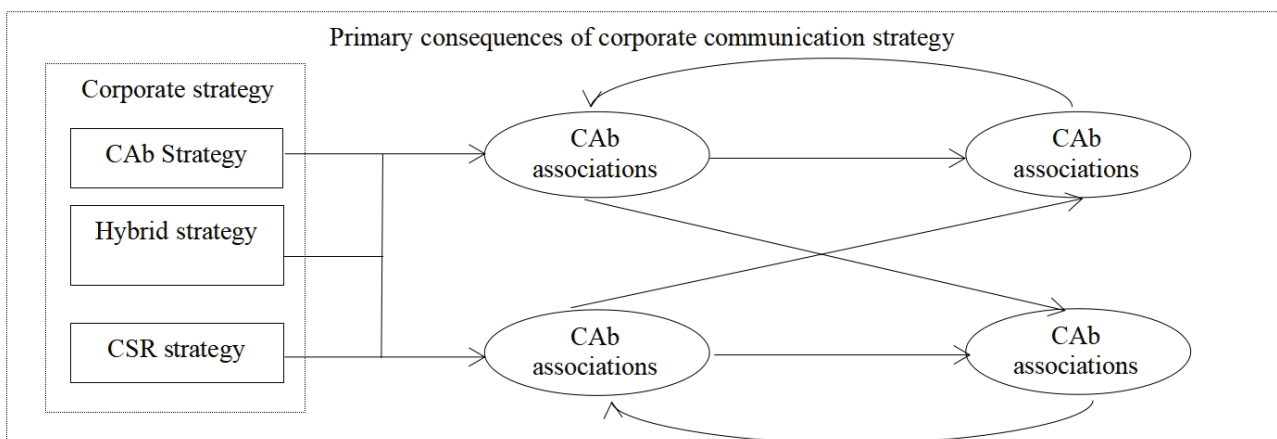 Primary consequences of corporate communication strategy
Corporate strategy
CAb Strategy
Hybrid strategy
CSR strategy
CAb
associations
CAb
associations
CAb
associations
CAb
associations